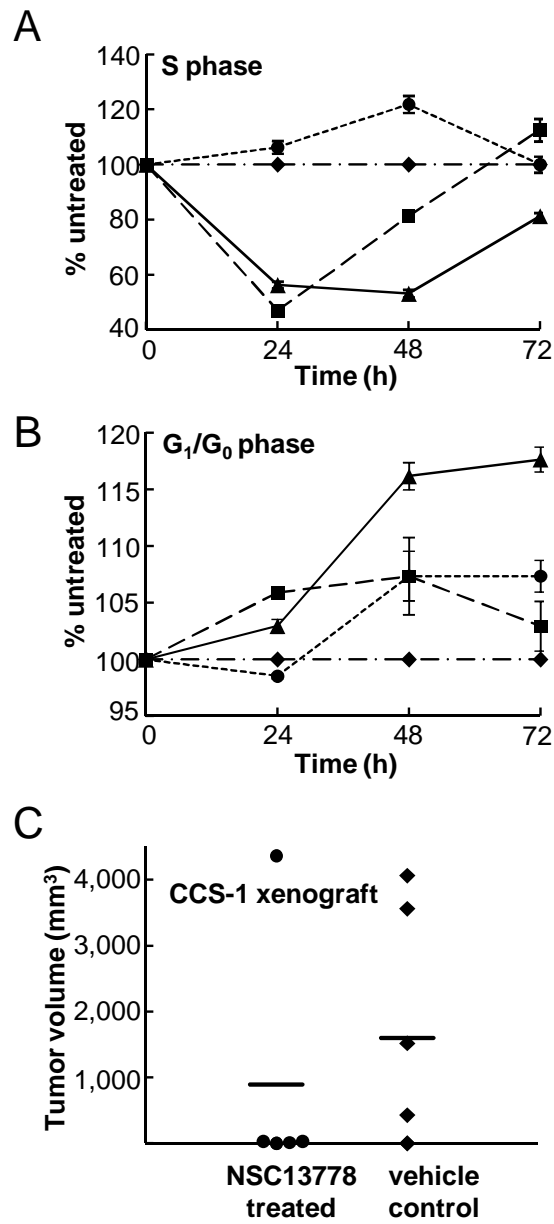 A
S phase
% untreated
140
120
100
80
60
40
0
24
48
72
Time (h)
B
G₁/G₀ phase
% untreated
120
115
110
105
100
95
0
24
48
72
Time (h)
C
CCS-1 xenograft
Tumor volume (mm³)
4,000
3,000
2,000
1,000
NSC13778
treated
vehicle
control